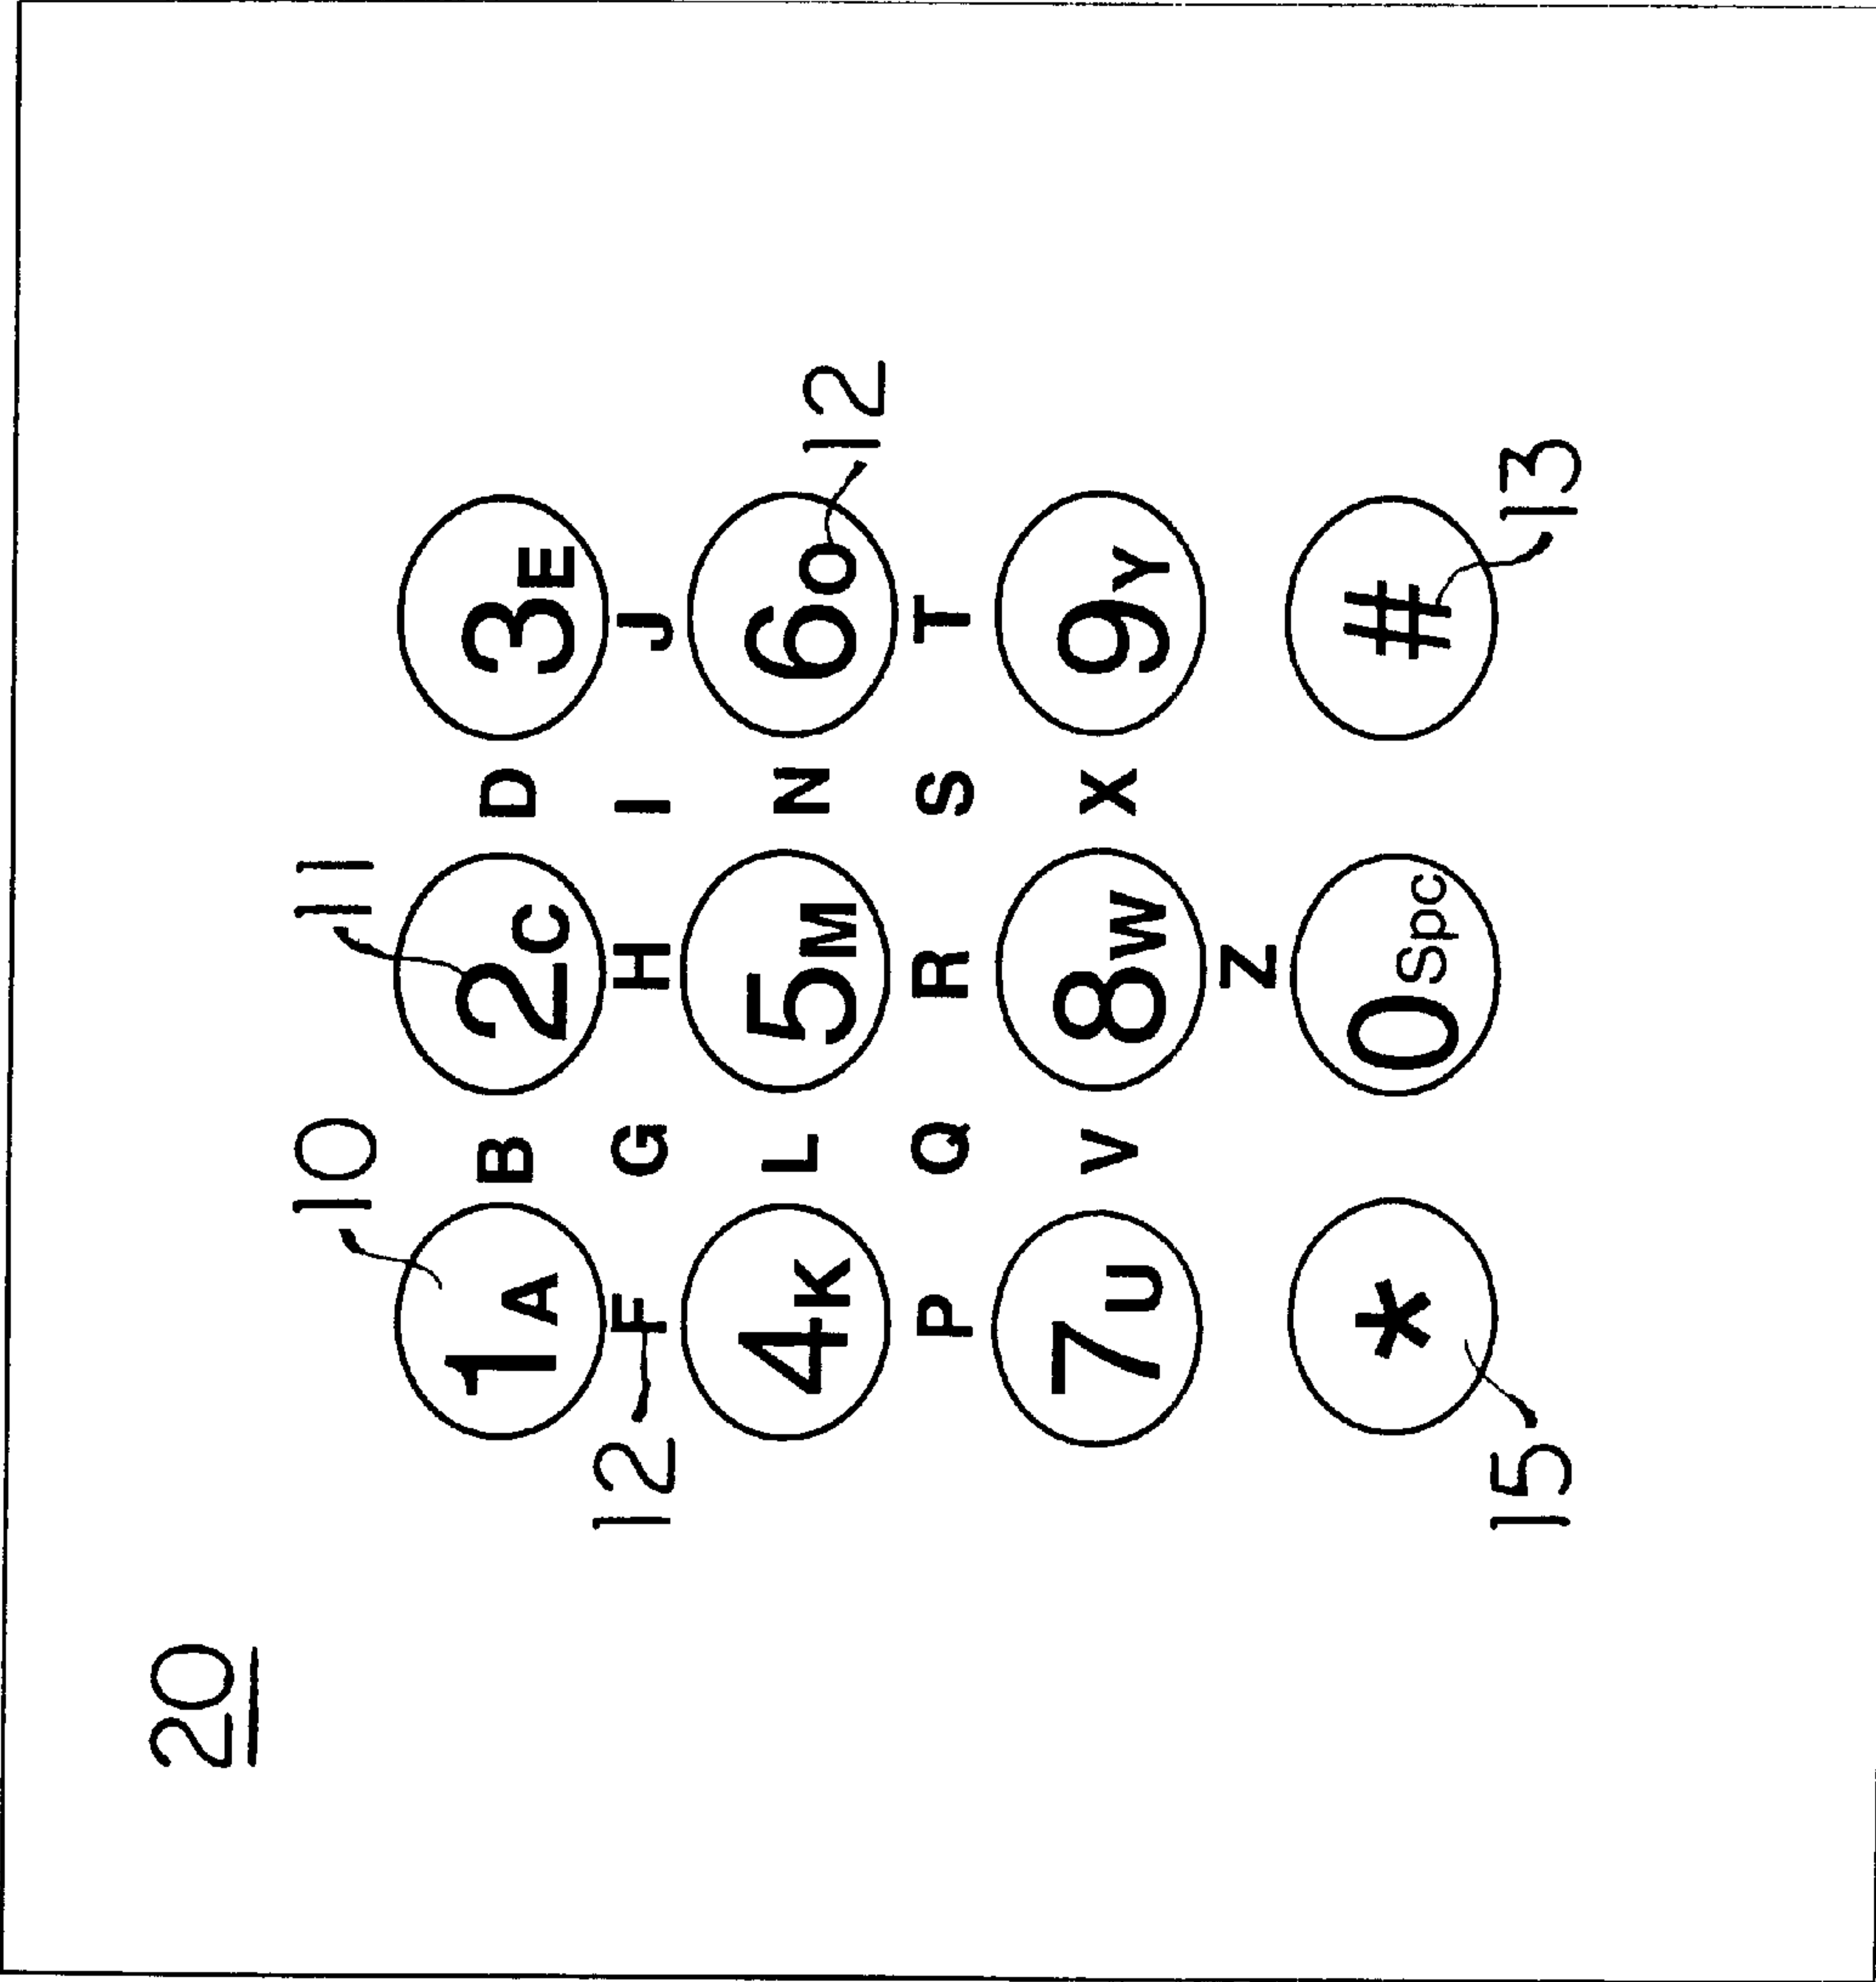 20
10 11
1A B 2C D 3E
12 F G H I J
4K L 5M N 6O 12
P Q R S T
7U V 8W X 9Y
Z
* 0Spc #
15 13